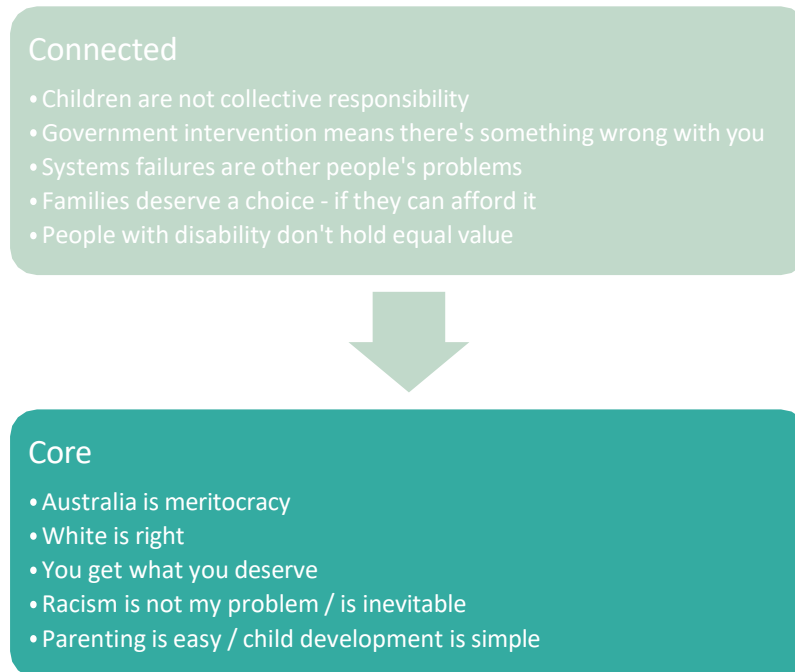 Connected
• Children are not collective responsibility
• Government intervention means there's something wrong with you
• Systems failures are other people's problems
• Families deserve a choice - if they can afford it
• People with disability don't hold equal value
Core
• Australia is meritocracy
• White is right
• You get what you deserve
• Racism is not my problem / is inevitable
• Parenting is easy / child development is simple